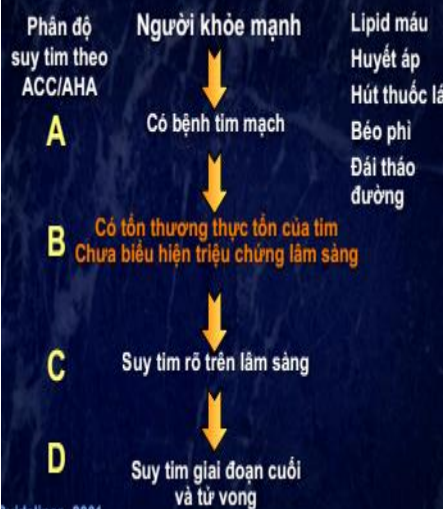 Phân độ
suy tim theo
ACC/AHA
Người khỏe mạnh
Lipid máu
Huyết áp
Hút thuốc lá
Béo phì
Đái tháo
đường
A
Có bệnh tim mạch
B
Có tổn thương thực tổn của tim
Chưa biểu hiện triệu chứng lâm sàng
C
Suy tim rõ trên lâm sàng
D
Suy tim giai đoạn cuối
và tử vong